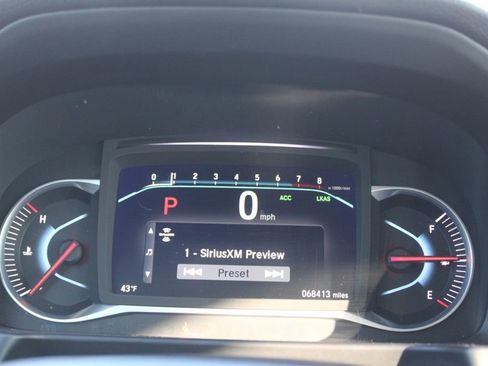 0 1 2 3 4 5 6 7 8 x 1000r/min
P 0 mph ACC LKAS
H
F
SiriusXM
1 - SiriusXM Preview
Preset
C
E
43°F
068413 miles